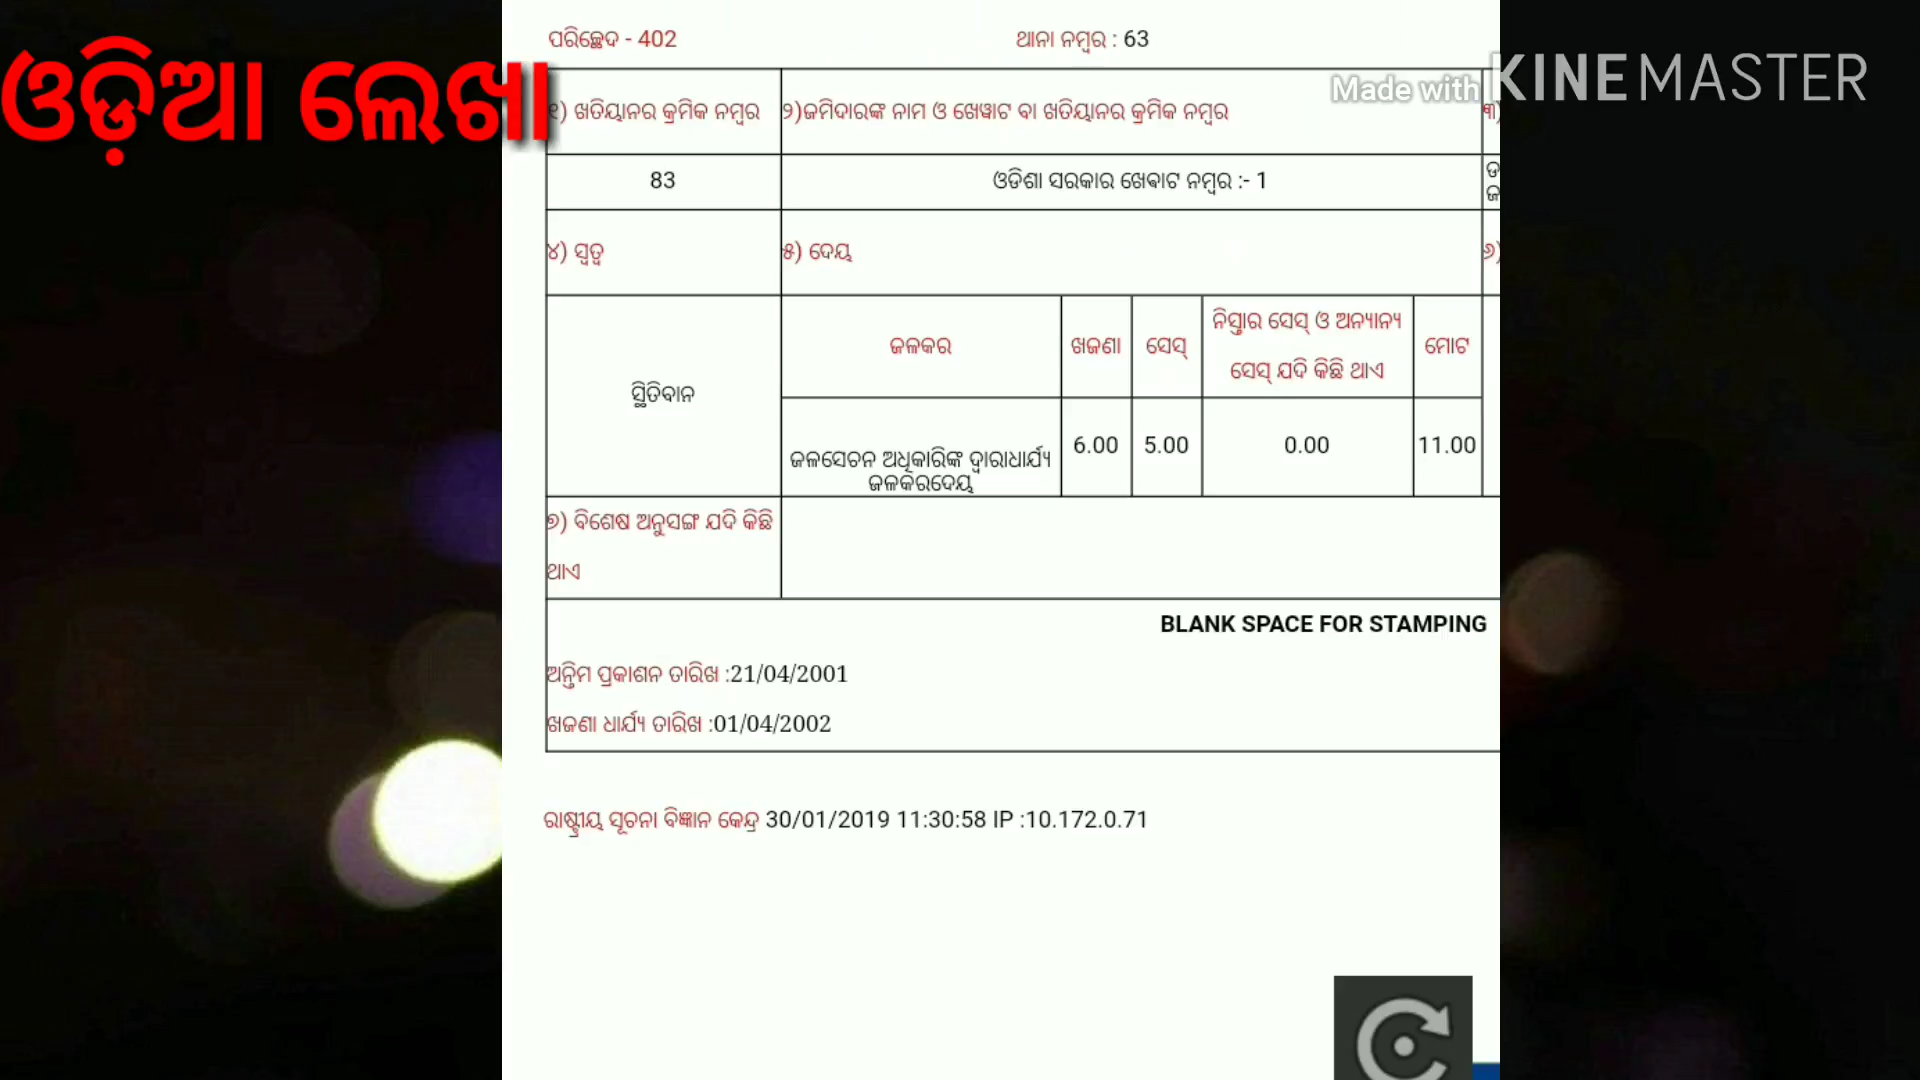 ପରିଚ୍ଛେଦ - 402 ଥାନା ନମ୍ବର : 63
ଓଡ଼ିଆ ଲେଖା
Made with KINEMASTER
୧) ଖତିୟାନର କ୍ରମିକ ନମ୍ବର ୨)ଜମିଦାରଙ୍କ ନାମ ଓ ଖେୱାଟ ବା ଖତିୟାନର କ୍ରମିକ ନମ୍ବର ୩)
83 ଓଡିଶା ସରକାର ଖେଵାଟ ନମ୍ବର :- 1
୪) ସ୍ୱତ୍ୱ ୫) ଦେୟ ୬)
ଜଳକର ଖଜଣା ସେସ୍ ନିସ୍ତାର ସେସ୍ ଓ ଅନ୍ୟାନ୍ୟ ସେସ୍ ଯଦି କିଛି ଥାଏ ମୋଟ
ସ୍ଥିତିବାନ
ଜଳସେଚନ ଅଧିକାରିଙ୍କ ଦ୍ୱାରାଧାର୍ଯ୍ୟ
ଜଳକରଦେୟ
6.00 5.00 0.00 11.00
୭) ବିଶେଷ ଅନୁସଙ୍ଗ ଯଦି କିଛି
ଥାଏ
BLANK SPACE FOR STAMPING
ଅନ୍ତିମ ପ୍ରକାଶନ ତାରିଖ :21/04/2001
ଖଜଣା ଧାର୍ଯ୍ୟ ତାରିଖ :01/04/2002
ରାଷ୍ଟ୍ରୀୟ ସୂଚନା ବିଜ୍ଞାନ କେନ୍ଦ୍ର 30/01/2019 11:30:58 IP :10.172.0.71